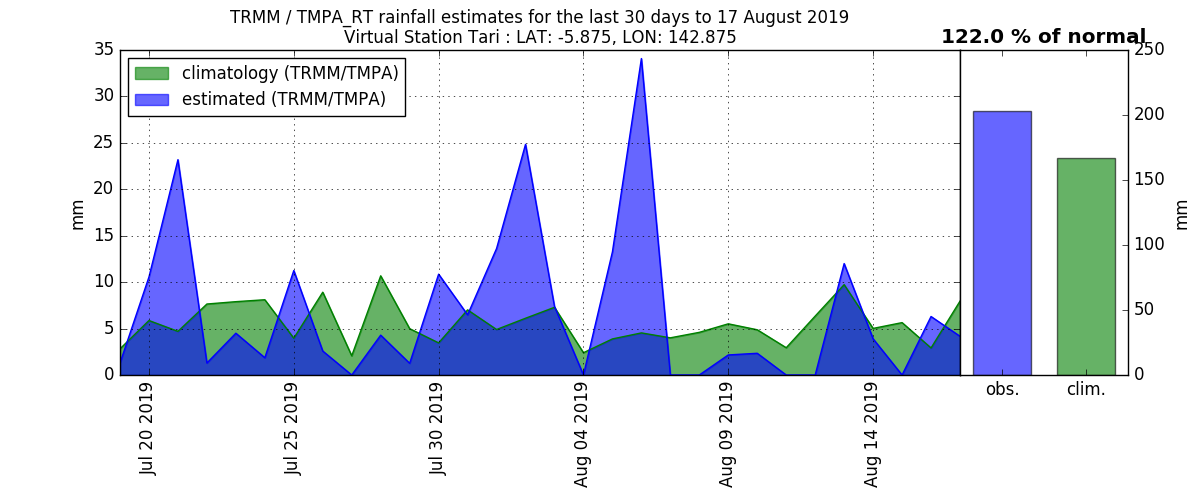 TRMM / TMPA_RT rainfall estimates for the last 30 days to 17 August 2019
Virtual Station Tari : LAT: -5.875, LON: 142.875
122.0 % of normal
climatology (TRMM/TMPA)
estimated (TRMM/TMPA)
35
30
25
20
15
10
5
0
mm
Jul 20 2019
Jul 25 2019
Jul 30 2019
Aug 04 2019
Aug 09 2019
Aug 14 2019
obs.
clim.
250
200
150
100
50
0
mm